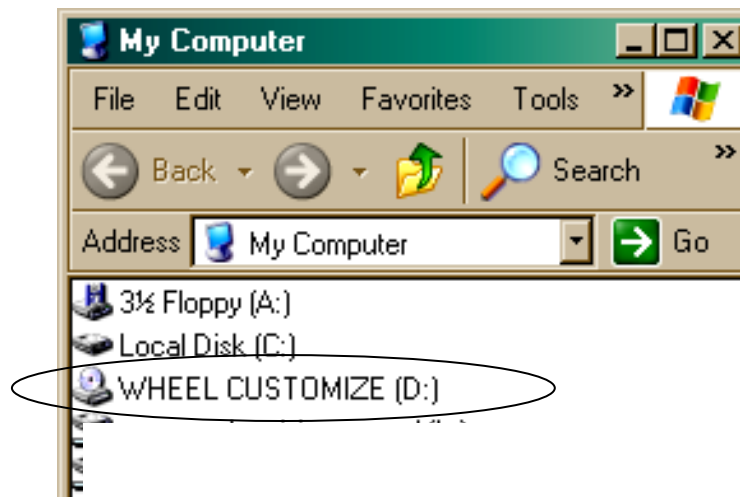 My Computer
File Edit View Favorites Tools »
Back Search »
Address My Computer Go
3½ Floppy (A:)
Local Disk (C:)
WHEEL CUSTOMIZE (D:)